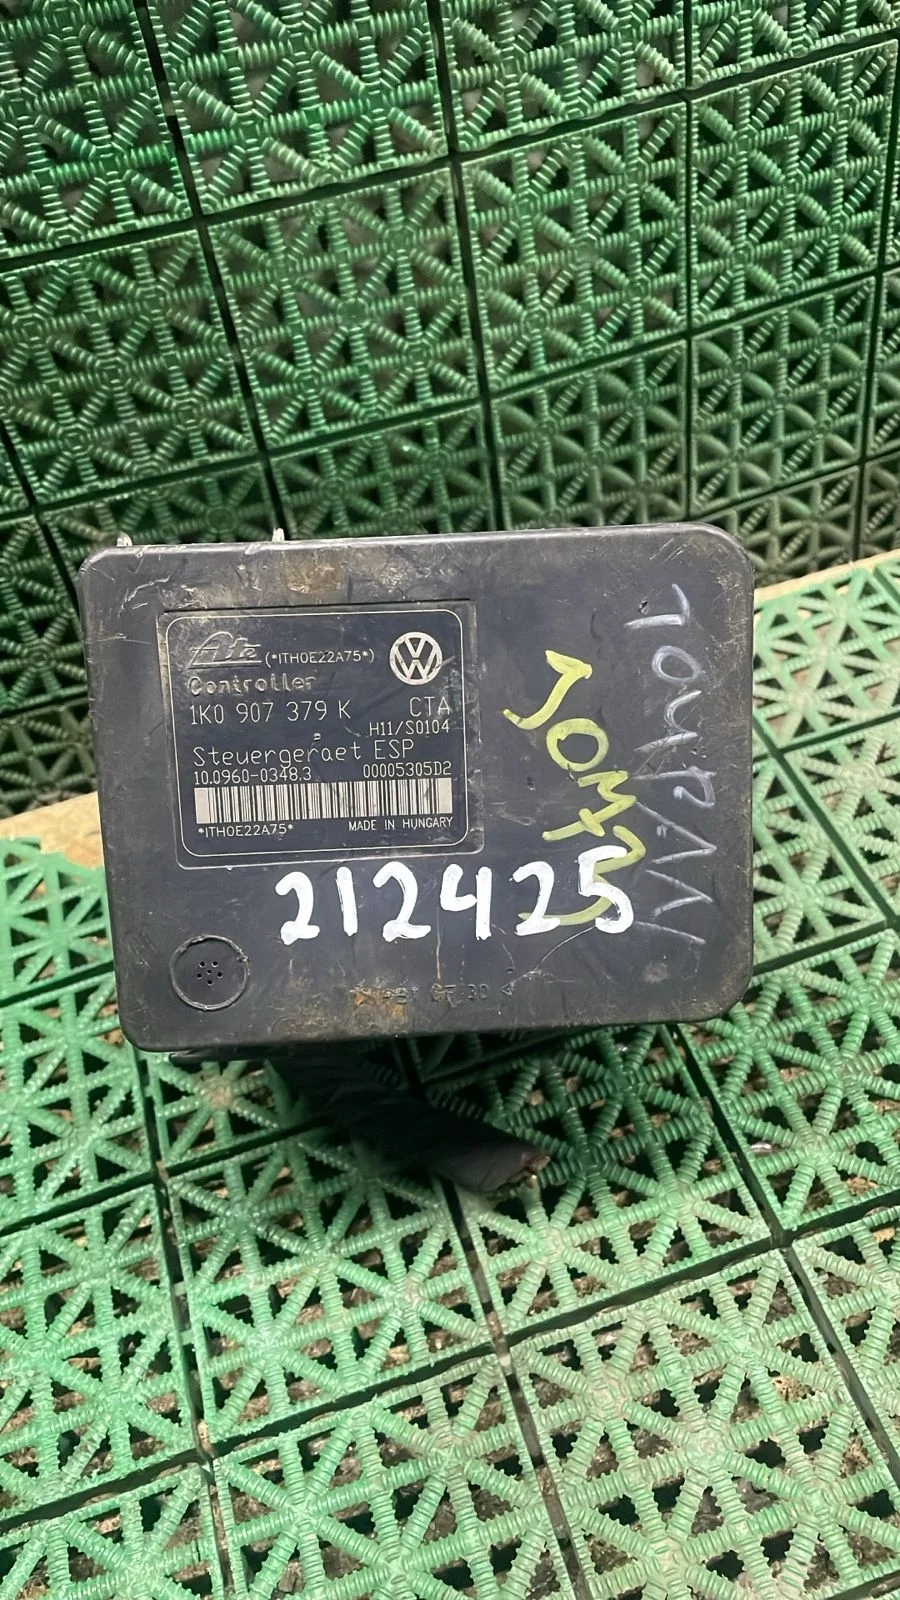 Ate (*ITH0E22A75*)
Controller
1K0 907 379 K CTA
H11/S0104
Steuergeraet ESP
10.0960-0348.3 00005305D2
*ITH0E22A75* MADE IN HUNGARY
212425